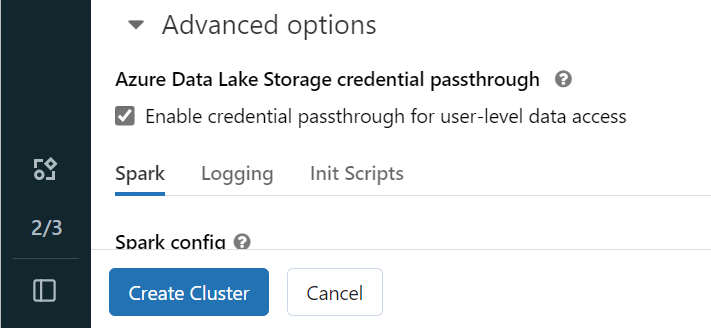 Advanced options
Azure Data Lake Storage credential passthrough ?
Enable credential passthrough for user-level data access
Spark Logging Init Scripts
2/3
Spark config ?
Create Cluster Cancel